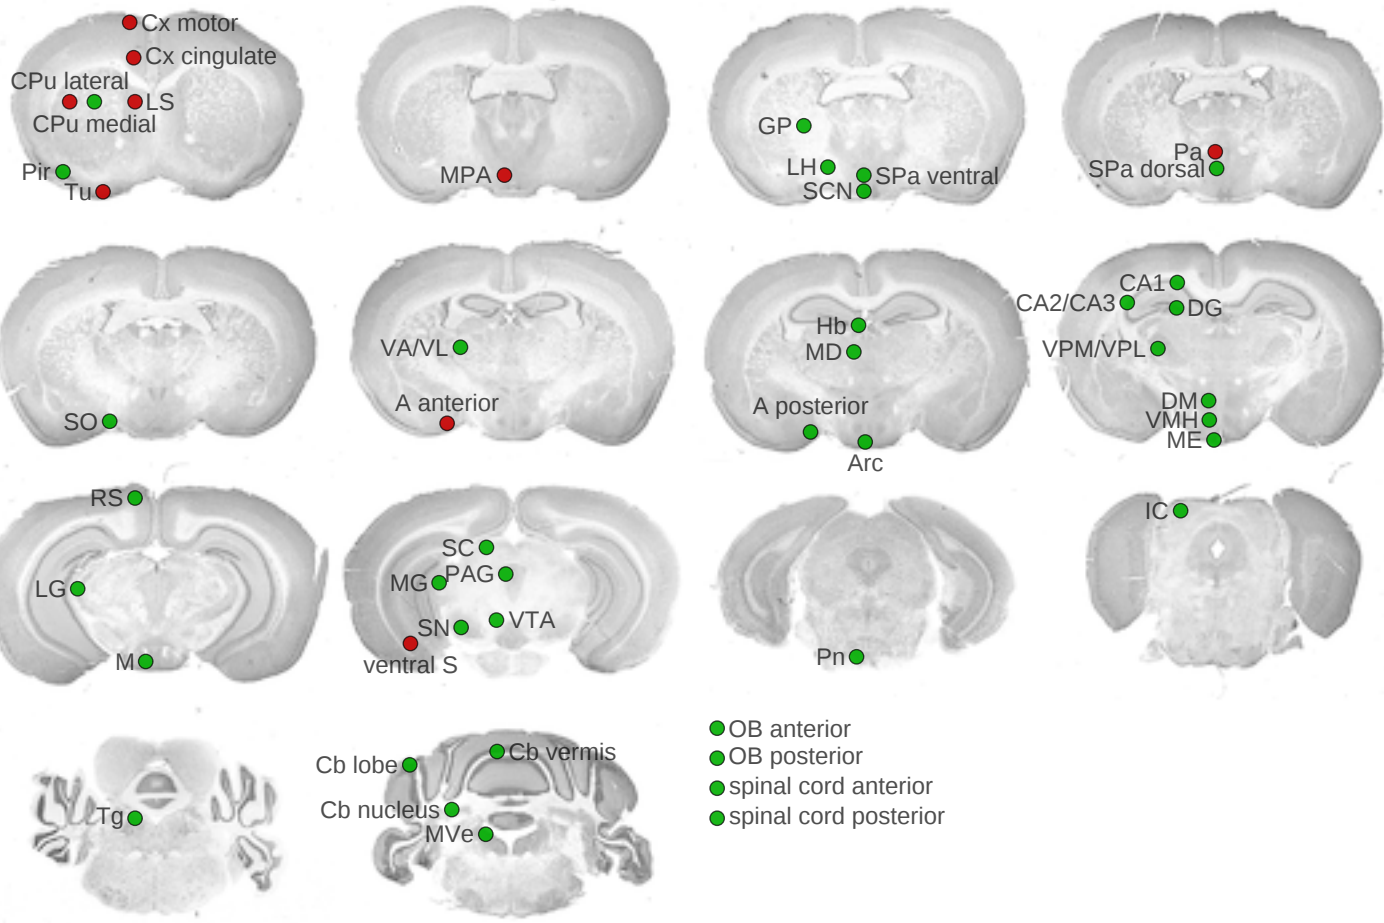 Cx motor
Cx cingulate
CPu lateral
LS
CPu medial
Pir
Tu
MPA
GP
LH
SPa ventral
SCN
Pa
SPa dorsal
SO
VA/VL
A anterior
Hb
MD
A posterior
Arc
CA1
CA2/CA3
DG
VPM/VPL
DM
VMH
ME
RS
LG
M
SC
MG
PAG
SN
VTA
ventral S
Pn
IC
Tg
Cb lobe
Cb vermis
Cb nucleus
MVe
OB anterior
OB posterior
spinal cord anterior
spinal cord posterior